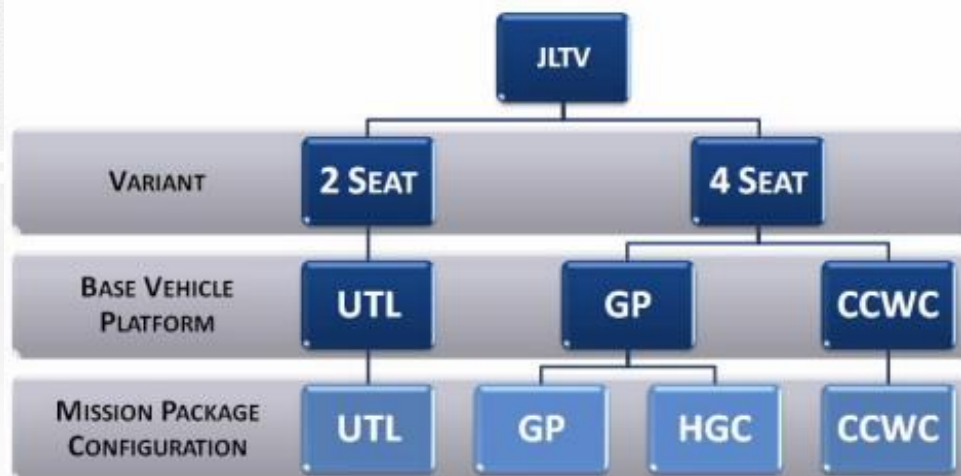 JLTV
VARIANT
2 SEAT
4 SEAT
BASE VEHICLE
PLATFORM
UTL
GP
CCWC
MISSION PACKAGE
CONFIGURATION
UTL
GP
HGC
CCWC